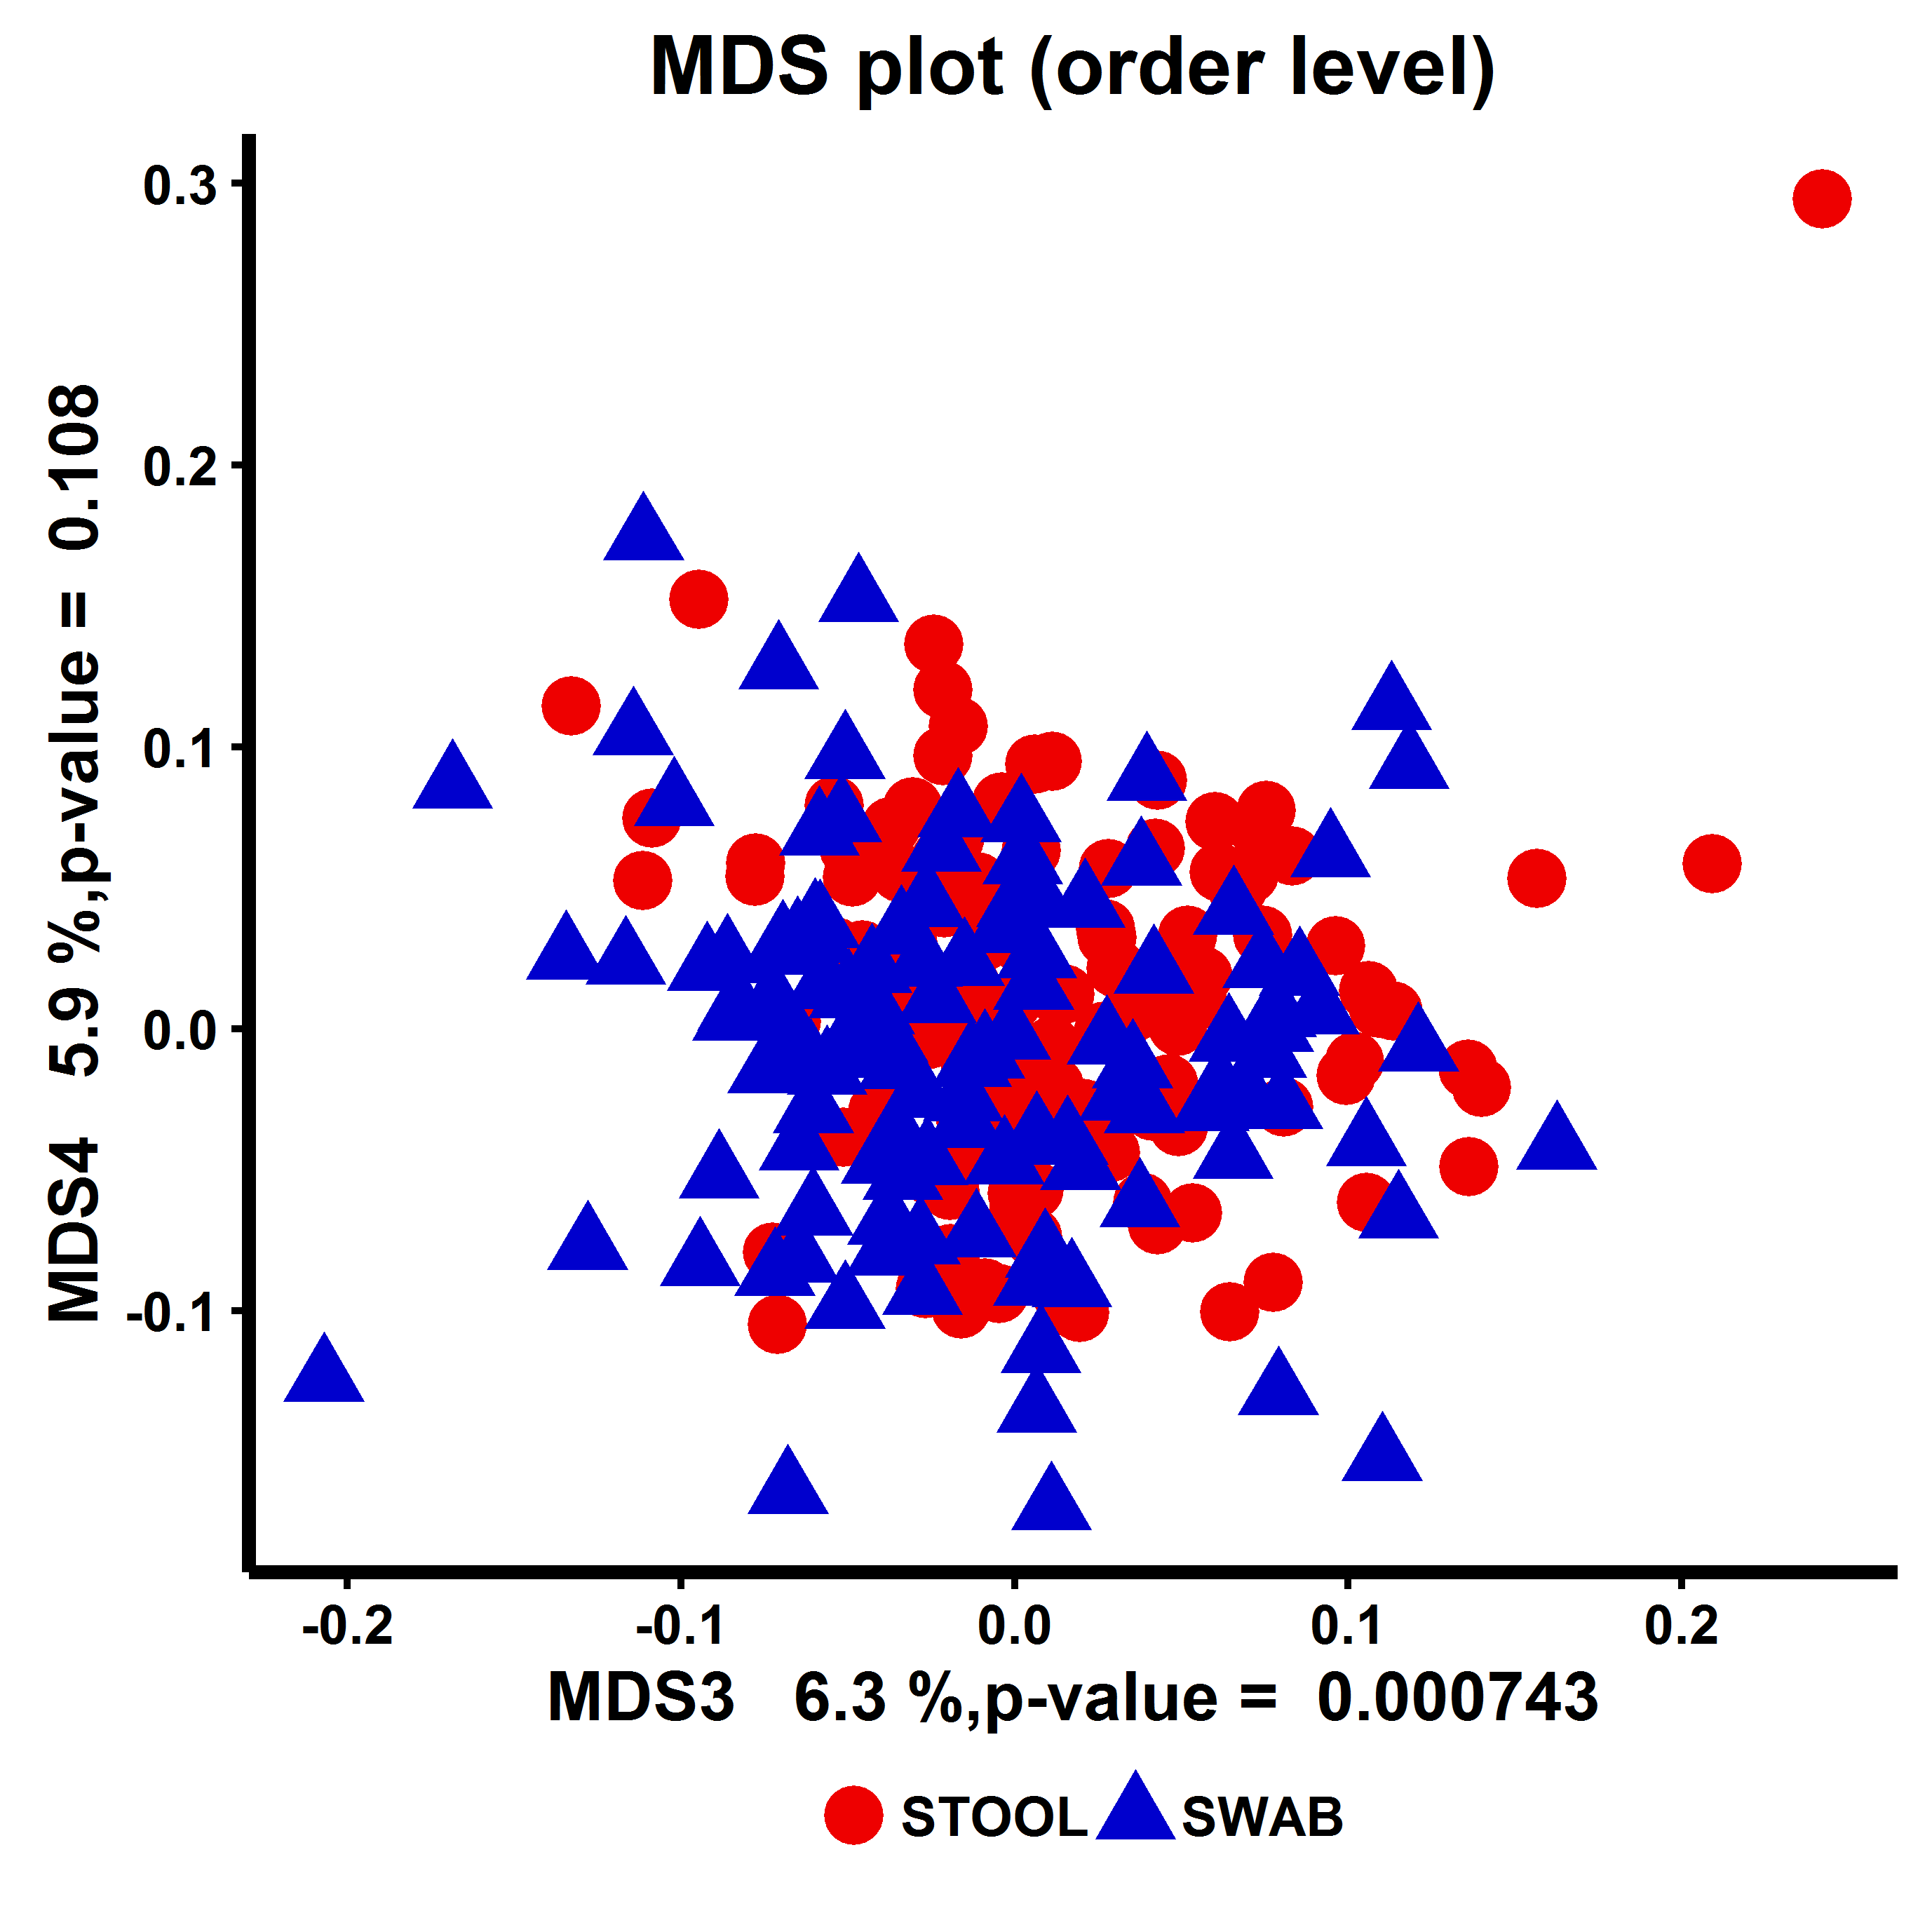 MDS plot (order level)
0.3
0.2
0.1
0.0
-0.1
MDS4  5.9 %,p-value =  0.108
-0.2 -0.1 0.0 0.1 0.2
MDS3  6.3 %,p-value =  0.000743
STOOL SWAB